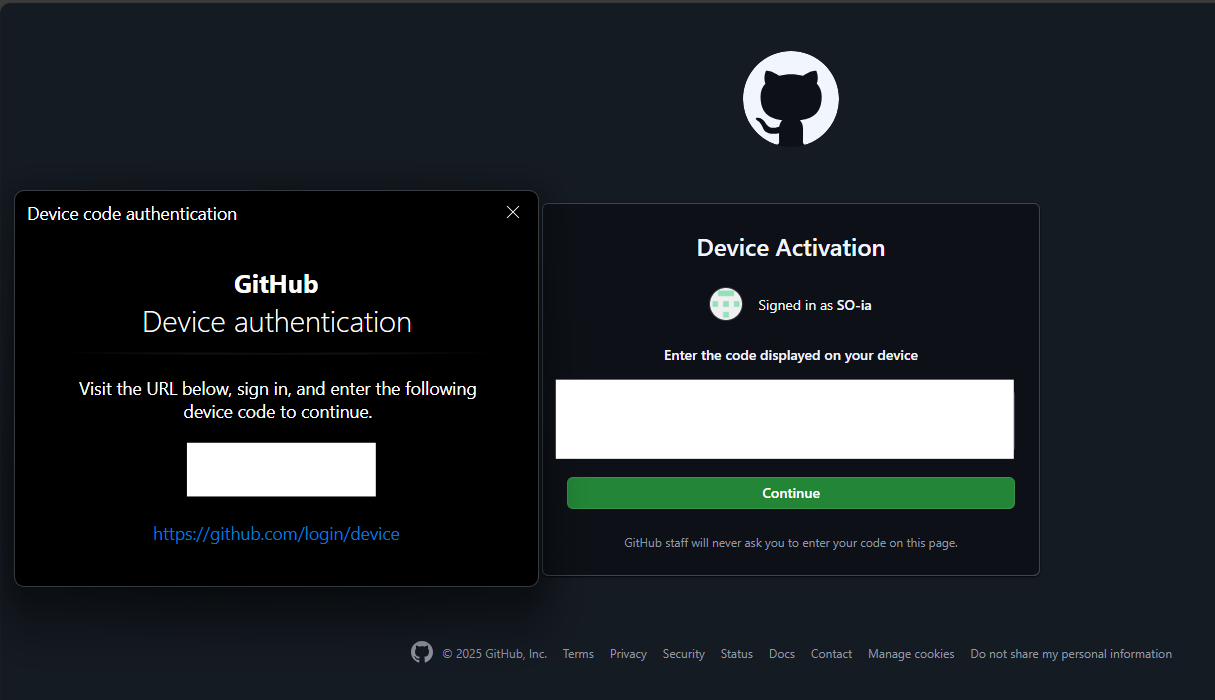 Device code authentication
GitHub
Device authentication
Visit the URL below, sign in, and enter the following
device code to continue.
https://github.com/login/device
Device Activation
Signed in as SO-ia
Enter the code displayed on your device
Continue
GitHub staff will never ask you to enter your code on this page.
© 2025 GitHub, Inc. Terms Privacy Security Status Docs Contact Manage cookies Do not share my personal information